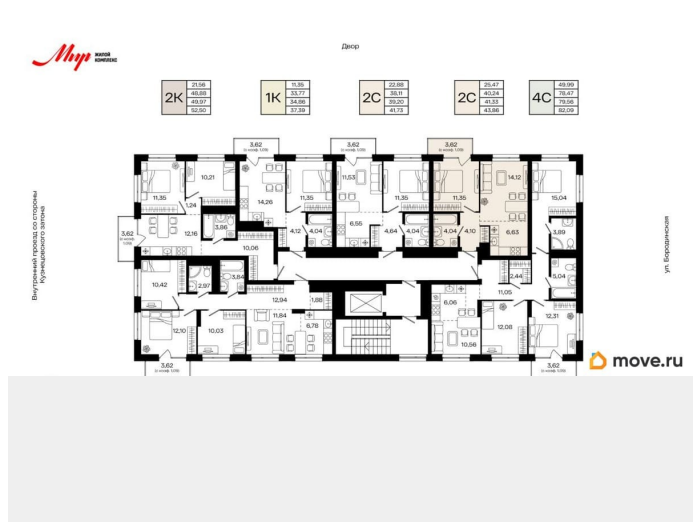 Мир ЖИЛОЙ
КОМПЛЕКС
Двор
2К 21,56 48,88 49,97 52,50
1К 11,35 33,77 34,86 37,39
2С 22,88 38,11 39,20 41,73
2С 25,47 40,24 41,33 43,86
4С 49,99 78,47 79,56 82,09
Внутренний проезд со стороны
Кузнецовского затона
ул. Бородинская
3,62 3,62 3,62
11,35 10,21 14,26 11,35 11,53 11,35 11,35 14,12 15,04
1,24
3,62 12,16 3,86 4,12 4,04 6,55 4,64 4,04 4,04 4,10 6,63 3,89
10,06
10,42 2,97 3,84 2,44 5,04
12,94 1,88 11,05
6,06
12,10 10,03 11,84 8,78 10,56 12,08 12,31
3,62 3,62 3,62
move.ru